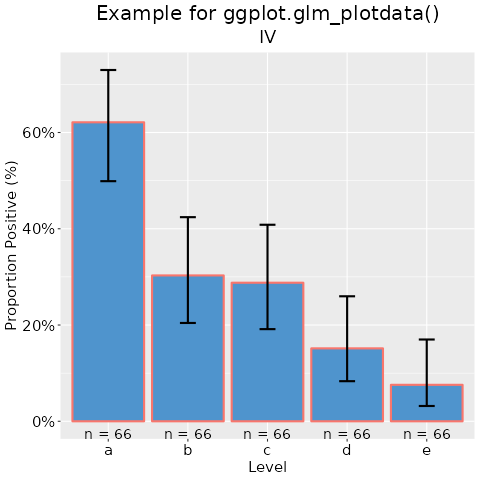 Example for ggplot.glm_plotdata()
IV
Proportion Positive (%)
60%
40%
20%
0%
n = 66 n = 66 n = 66 n = 66 n = 66
a b c d e
Level